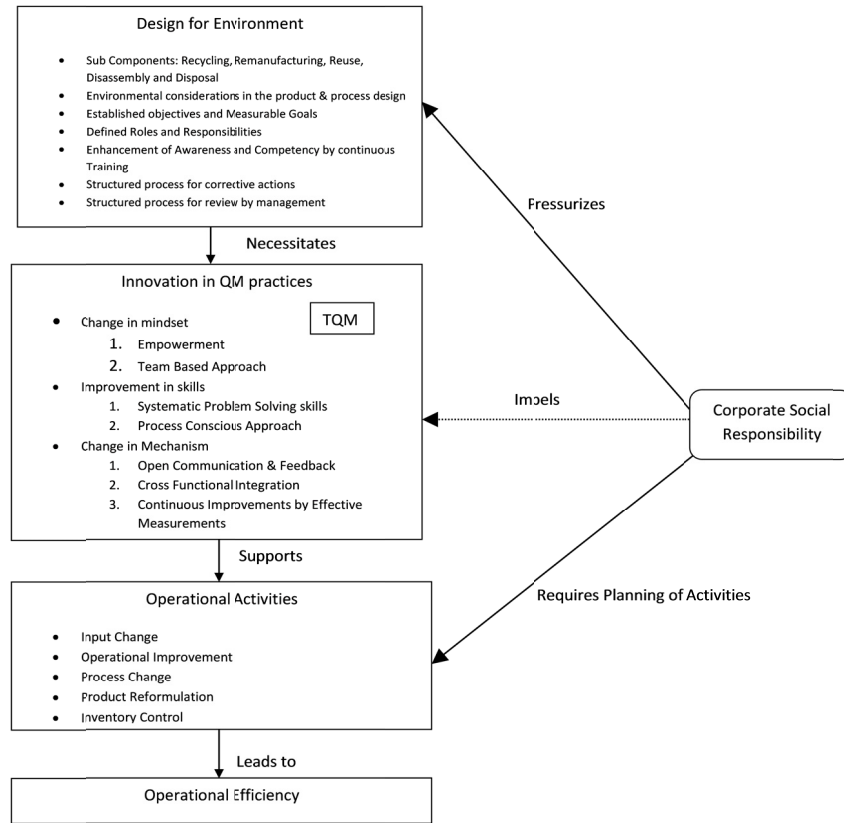 Design for Environment
• Sub Components: Recycling, Remanufacturing, Reuse,
Disassembly and Disposal
• Environmental considerations in the product & process design
• Established objectives and Measurable Goals
• Defined Roles and Responsibilities
• Enhancement of Awareness and Competency by continuous
Training
• Structured process for corrective actions
• Structured process for review by management
Fressurizes
Necessitates
Innovation in QM practices
TQM
• Change in mindset
1. Empowerment
2. Team Based Approach
• Improvement in skills
1. Systematic Problem Solving skills
2. Process Conscious Approach
• Change in Mechanism
1. Open Communication & Feedback
2. Cross Functional Integration
3. Continuous Improvements by Effective
Measurements
Impels
Corporate Social
Responsibility
Supports
Operational Activities
• Input Change
• Operational Improvement
• Process Change
• Product Reformulation
• Inventory Control
Requires Planning of Activities
Leads to
Operational Efficiency